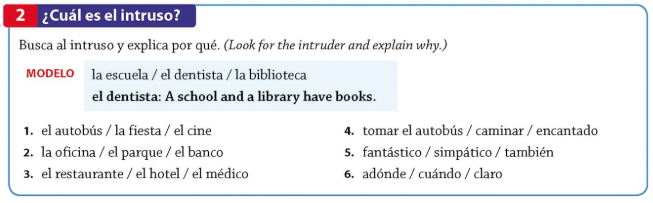 2 ¿Cuál es el intruso?
Busca al intruso y explica por qué. (Look for the intruder and explain why.)
MODELO la escuela / el dentista / la biblioteca
el dentista: A school and a library have books.
1. el autobús / la fiesta / el cine
2. la oficina / el parque / el banco
3. el restaurante / el hotel / el médico
4. tomar el autobús / caminar / encantado
5. fantástico / simpático / también
6. adónde / cuándo / claro